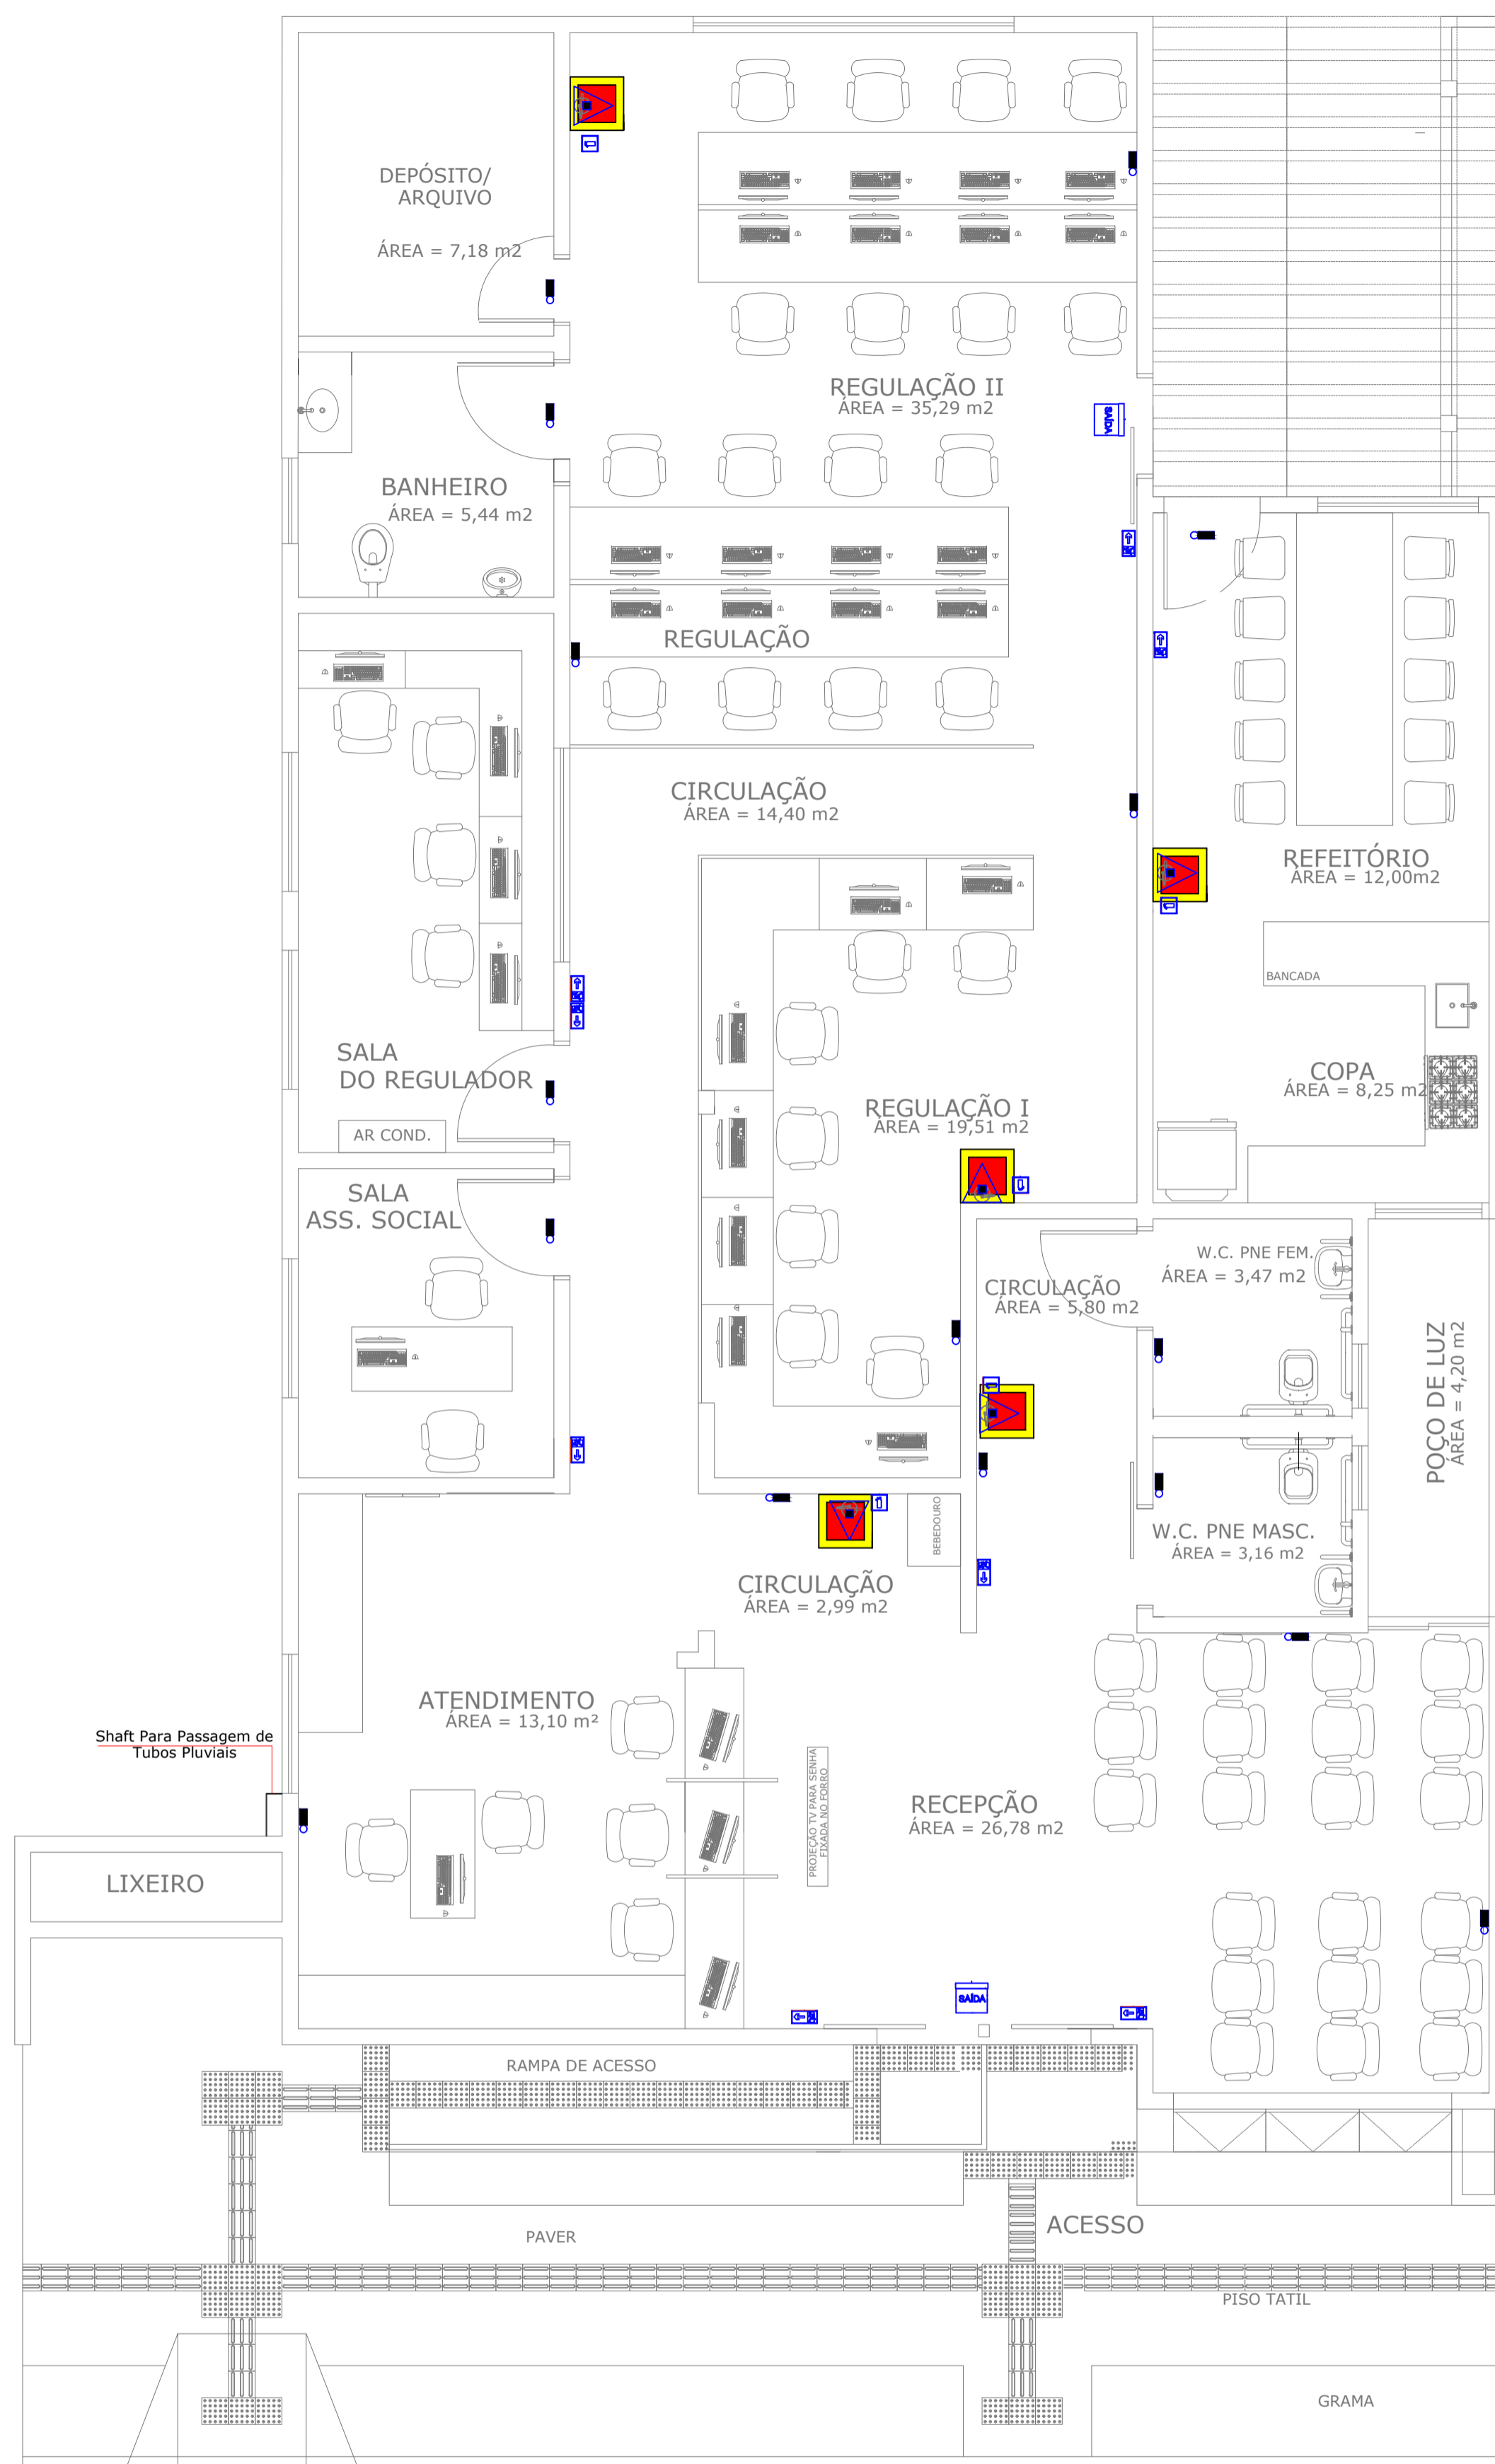 DEPÓSITO/
ARQUIVO
ÁREA = 7,18 m2
REGULAÇÃO II
ÁREA = 35,29 m2
SAÍDA
BANHEIRO
ÁREA = 5,44 m2
REGULAÇÃO
CIRCULAÇÃO
ÁREA = 14,40 m2
REFEITÓRIO
ÁREA = 12,00m2
BANCADA
SALA
DO REGULADOR
AR COND.
COPA
ÁREA = 8,25 m2
REGULAÇÃO I
ÁREA = 19,51 m2
SALA
ASS. SOCIAL
W.C. PNE FEM.
ÁREA = 3,47 m2
CIRCULAÇÃO
ÁREA = 5,80 m2
POÇO DE LUZ
ÁREA = 4,20 m2
BEBEDOURO
W.C. PNE MASC.
ÁREA = 3,16 m2
CIRCULAÇÃO
ÁREA = 2,99 m2
ATENDIMENTO
ÁREA = 13,10 m²
Shaft Para Passagem de
Tubos Pluviais
PROJEÇÃO TV PARA SENHA
FIXADA NO FORRO
RECEPÇÃO
ÁREA = 26,78 m2
LIXEIRO
SAÍDA
RAMPA DE ACESSO
ACESSO
PAVER
PISO TATIL
GRAMA